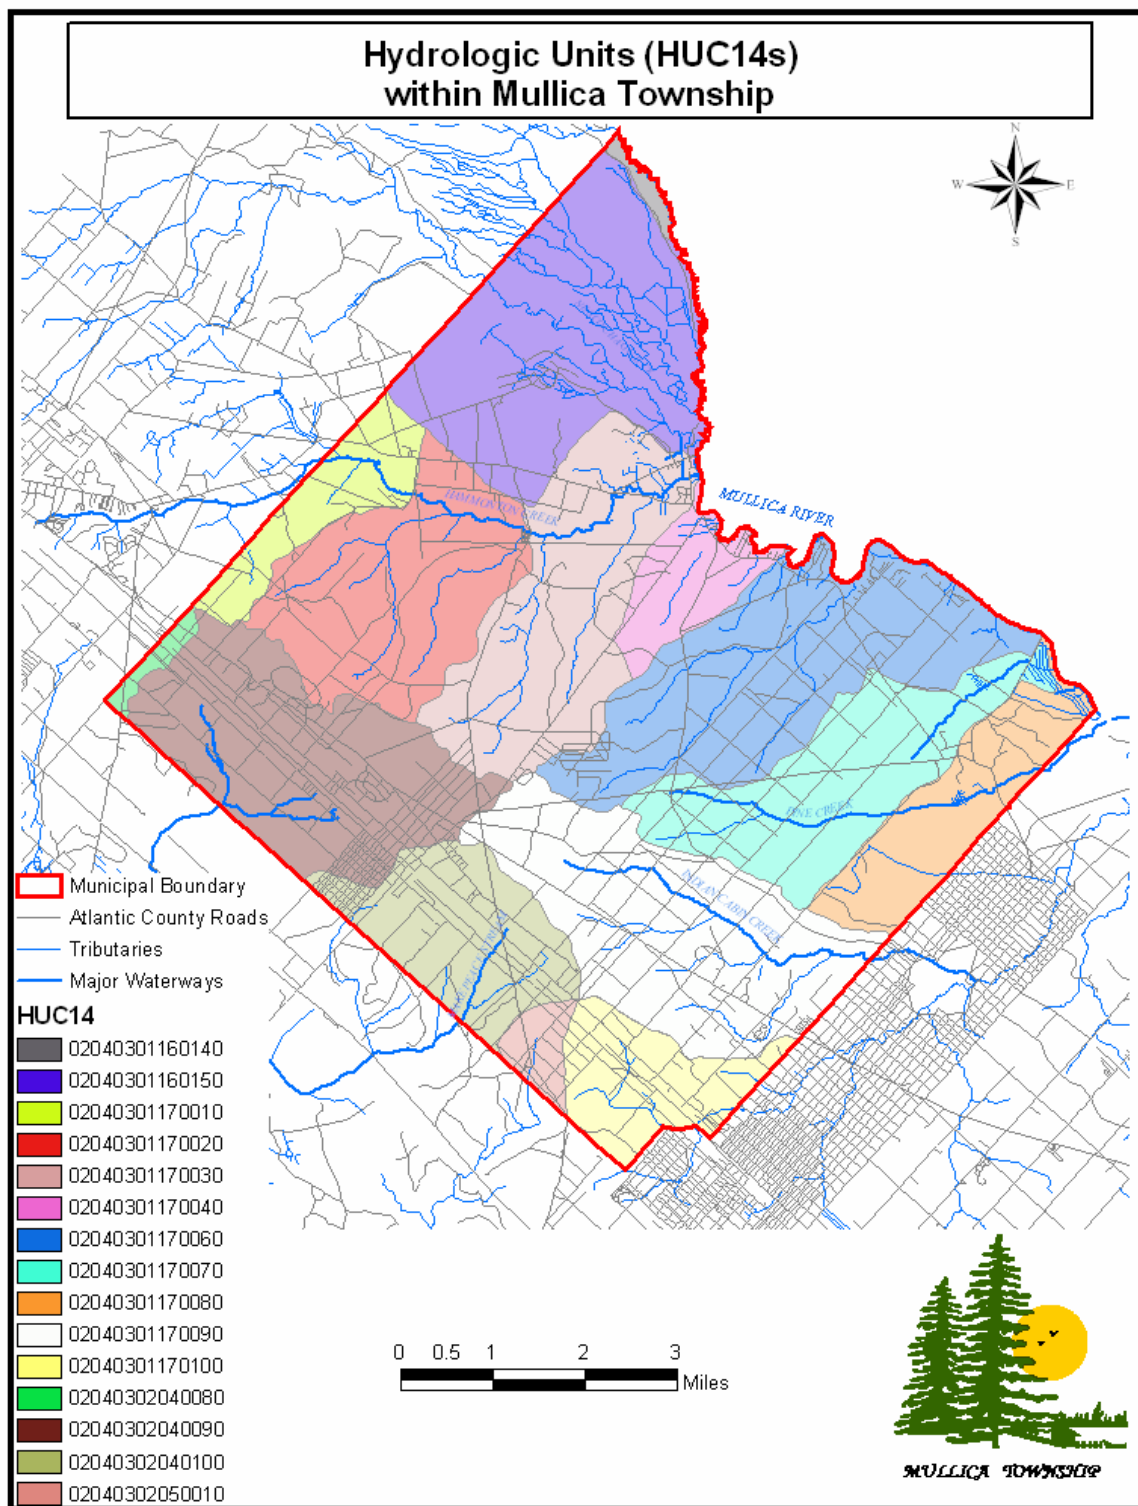 Hydrologic Units (HUC14s)
within Mullica Township
N
W
E
S
HAMMONTON CREEK
MULLICA RIVER
PINE CREEK
INDIAN CABIN CREEK
Municipal Boundary
Atlantic County Roads
Tributaries
Major Waterways
HUC14
02040301160140
02040301160150
02040301170010
02040301170020
02040301170030
02040301170040
02040301170060
02040301170070
02040301170080
02040301170090
02040301170100
02040302040080
02040302040090
02040302040100
02040302050010
0 0.5 1 2 3
Miles
MULLICA TOWNSHIP